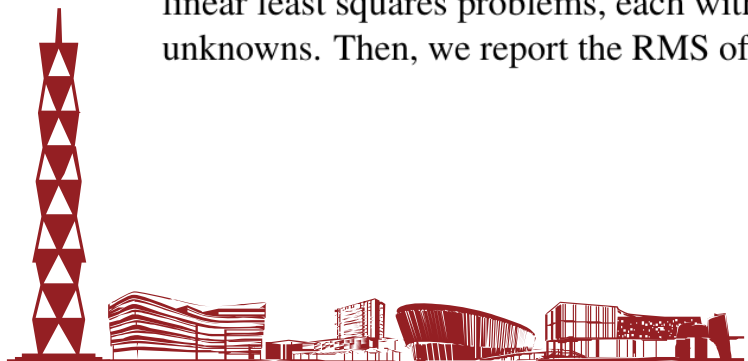 linear least squares problems, each with
unknowns. Then, we report the RMS of